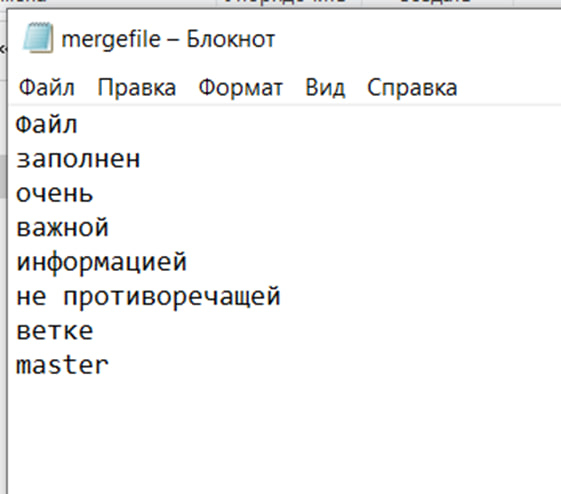 mergefile – Блокнот
Файл Правка Формат Вид Справка
Файл
заполнен
очень
важной
информацией
не противоречащей
ветке
master